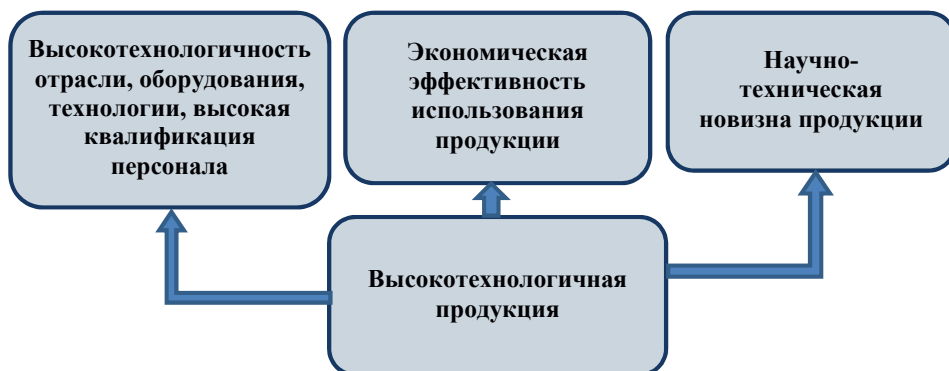 Высокотехнологичность
отрасли, оборудования,
технологии, высокая
квалификация
персонала
Экономическая
эффективность
использования
продукции
Научно-
техническая
новизна продукции
Высокотехнологичная
продукция